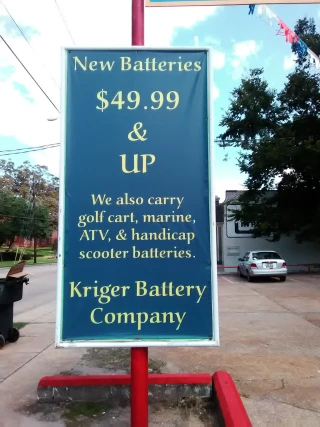 New Batteries
$49.99
&
UP
We also carry
golf cart, marine,
ATV, & handicap
scooter batteries.
Kriger Battery
Company